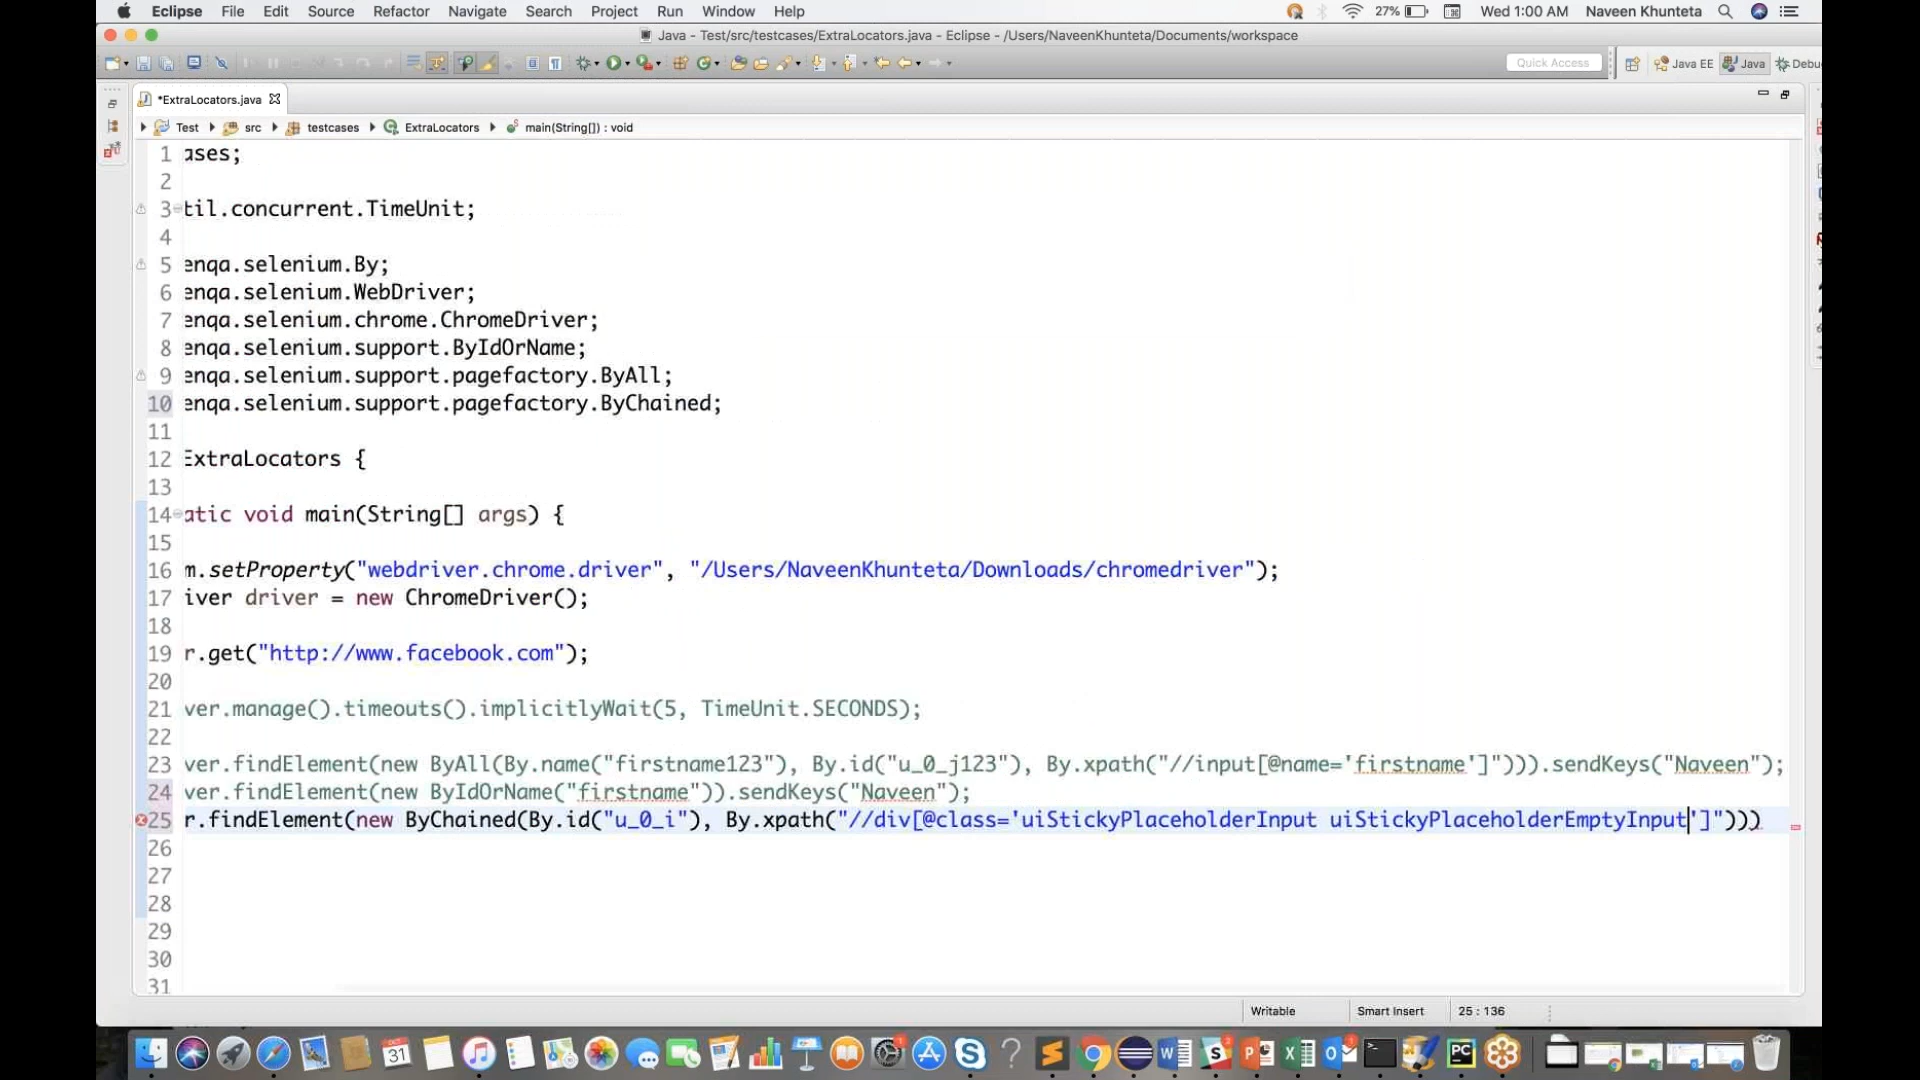 Eclipse File Edit Source Refactor Navigate Search Project Run Window Help 27% Wed 1:00 AM Naveen Khunteta
Java - Test/src/testcases/ExtraLocators.java - Eclipse - /Users/NaveenKhunteta/Documents/workspace
Quick Access Java EE Java Debu
*ExtraLocators.java
Test src testcases ExtraLocators main(String[]) : void
1 ases;
2
3 til.concurrent.TimeUnit;
4
5 enqa.selenium.By;
6 enqa.selenium.WebDriver;
7 enqa.selenium.chrome.ChromeDriver;
8 enqa.selenium.support.ByIdOrName;
9 enqa.selenium.support.pagefactory.ByAll;
10 enqa.selenium.support.pagefactory.ByChained;
11
12 ExtraLocators {
13
14 atic void main(String[] args) {
15
16 m.setProperty("webdriver.chrome.driver", "/Users/NaveenKhunteta/Downloads/chromedriver");
17 iver driver = new ChromeDriver();
18
19 r.get("http://www.facebook.com");
20
21 ver.manage().timeouts().implicitlyWait(5, TimeUnit.SECONDS);
22
23 ver.findElement(new ByAll(By.name("firstname123"), By.id("u_0_j123"), By.xpath("//input[@name='firstname']"))).sendKeys("Naveen");
24 ver.findElement(new ByIdOrName("firstname")).sendKeys("Naveen");
25 r.findElement(new ByChained(By.id("u_0_i"), By.xpath("//div[@class='uiStickyPlaceholderInput uiStickyPlaceholderEmptyInput']")))
26
27
28
29
30
31
Writable Smart Insert 25 : 136
OCT 31 PC